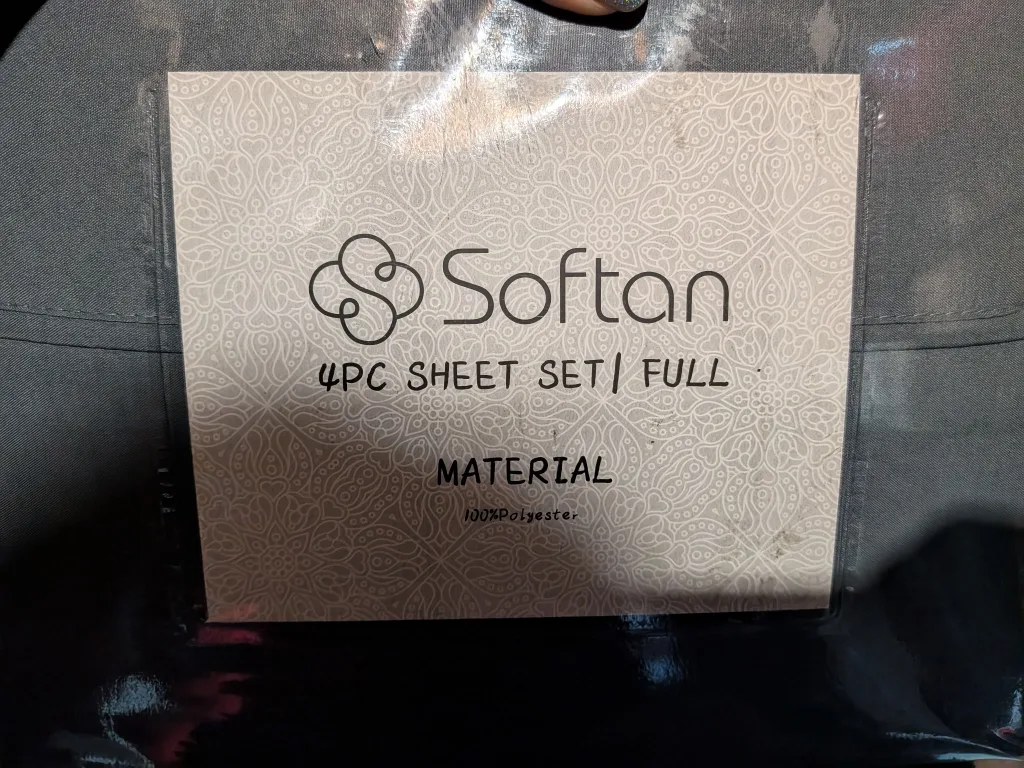 Softan
4PC SHEET SET/ FULL
MATERIAL
100%Polyester